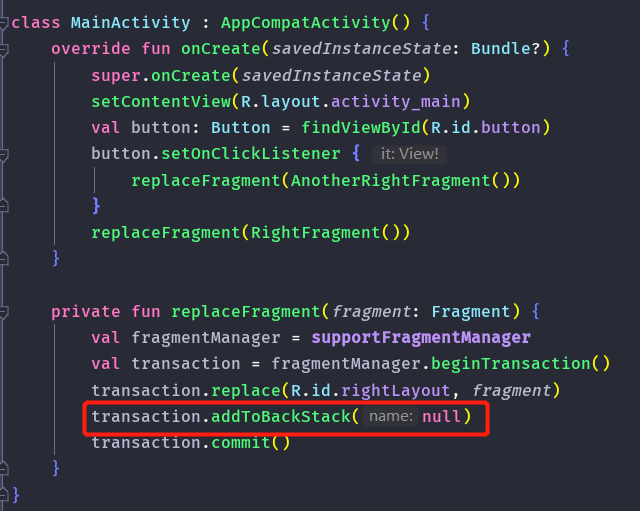 class MainActivity : AppCompatActivity() {
    override fun onCreate(savedInstanceState: Bundle?) {
        super.onCreate(savedInstanceState)
        setContentView(R.layout.activity_main)
        val button: Button = findViewById(R.id.button)
        button.setOnClickListener { it: View!
            replaceFragment(AnotherRightFragment())
        }
        replaceFragment(RightFragment())
    }

    private fun replaceFragment(fragment: Fragment) {
        val fragmentManager = supportFragmentManager
        val transaction = fragmentManager.beginTransaction()
        transaction.replace(R.id.rightLayout, fragment)
        transaction.addToBackStack( name: null)
        transaction.commit()
    }
}